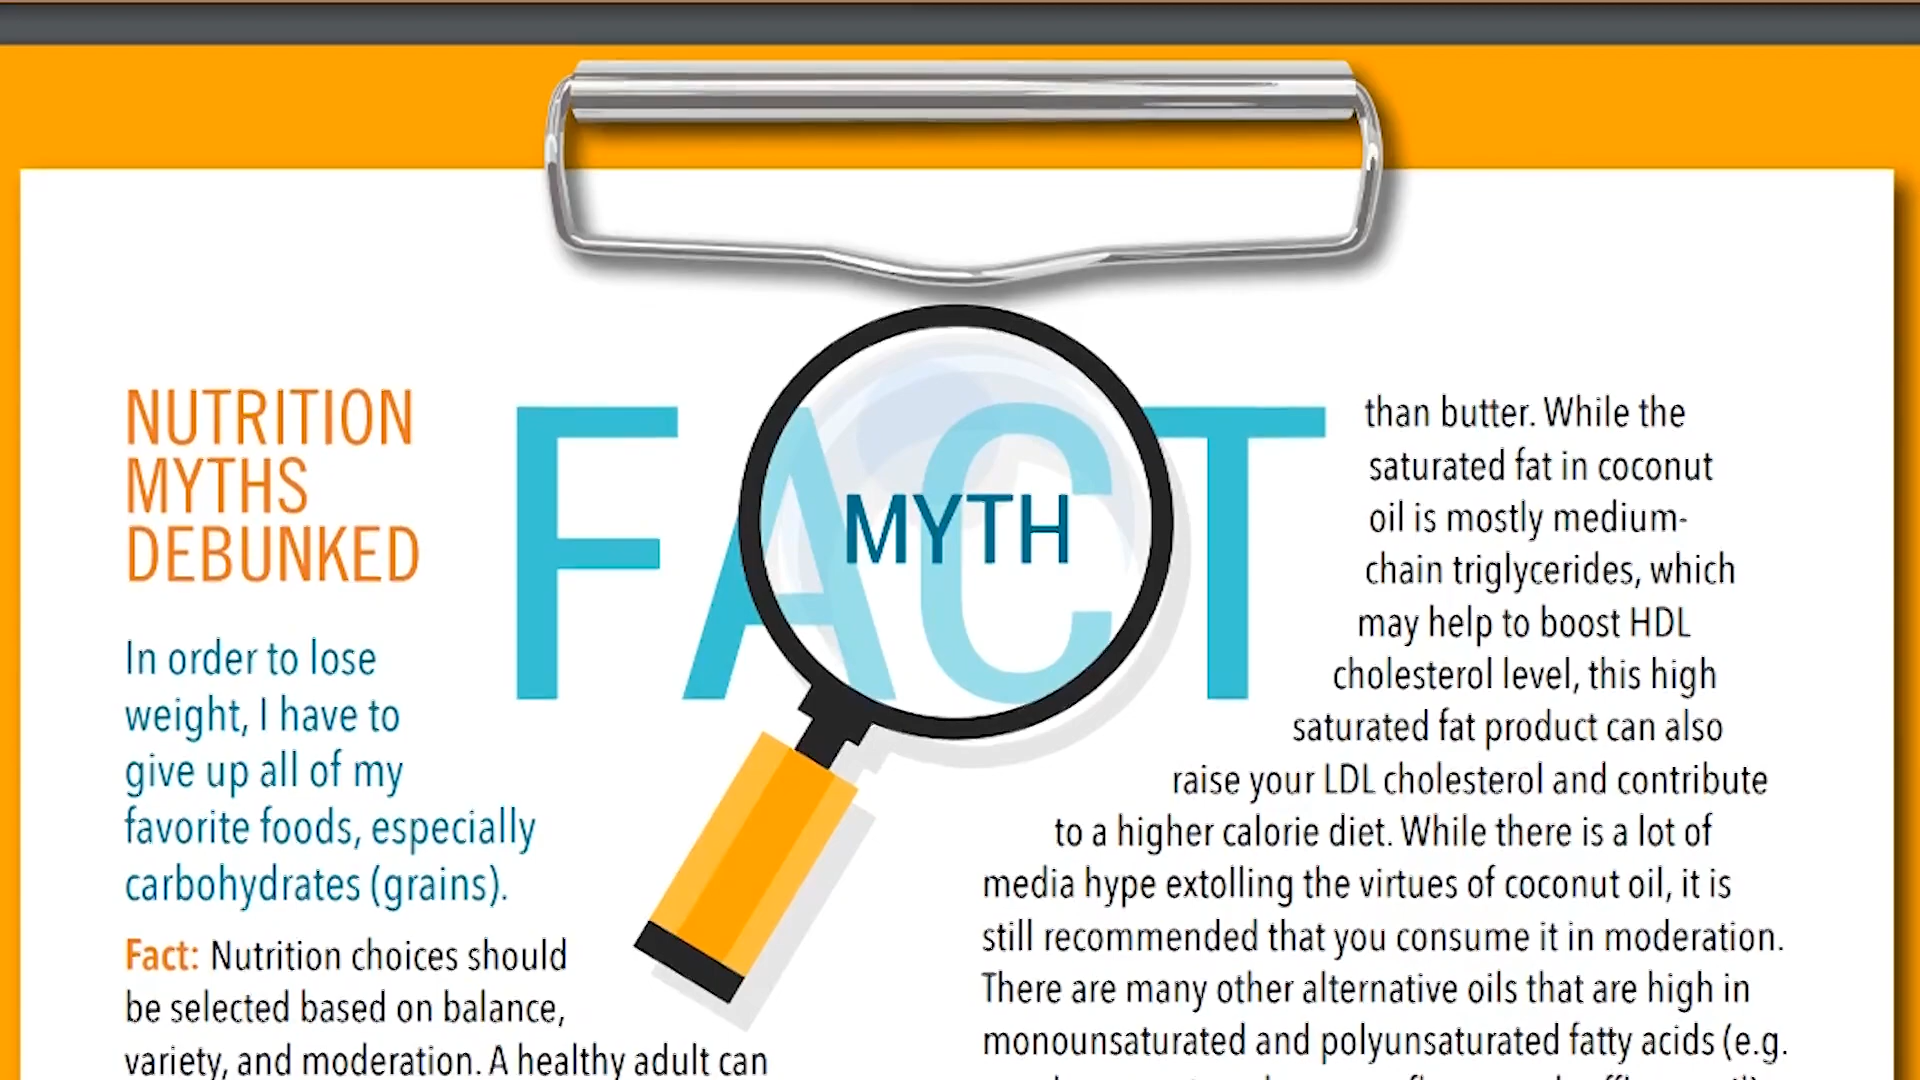 NUTRITION
MYTHS
DEBUNKED
FACT
MYTH
In order to lose
weight, I have to
give up all of my
favorite foods, especially
carbohydrates (grains).
Fact: Nutrition choices should
be selected based on balance,
variety, and moderation. A healthy adult can
than butter. While the
saturated fat in coconut
oil is mostly medium-
chain triglycerides, which
may help to boost HDL
cholesterol level, this high
saturated fat product can also
raise your LDL cholesterol and contribute
to a higher calorie diet. While there is a lot of
media hype extolling the virtues of coconut oil, it is
still recommended that you consume it in moderation.
There are many other alternative oils that are high in
monounsaturated and polyunsaturated fatty acids (e.g.